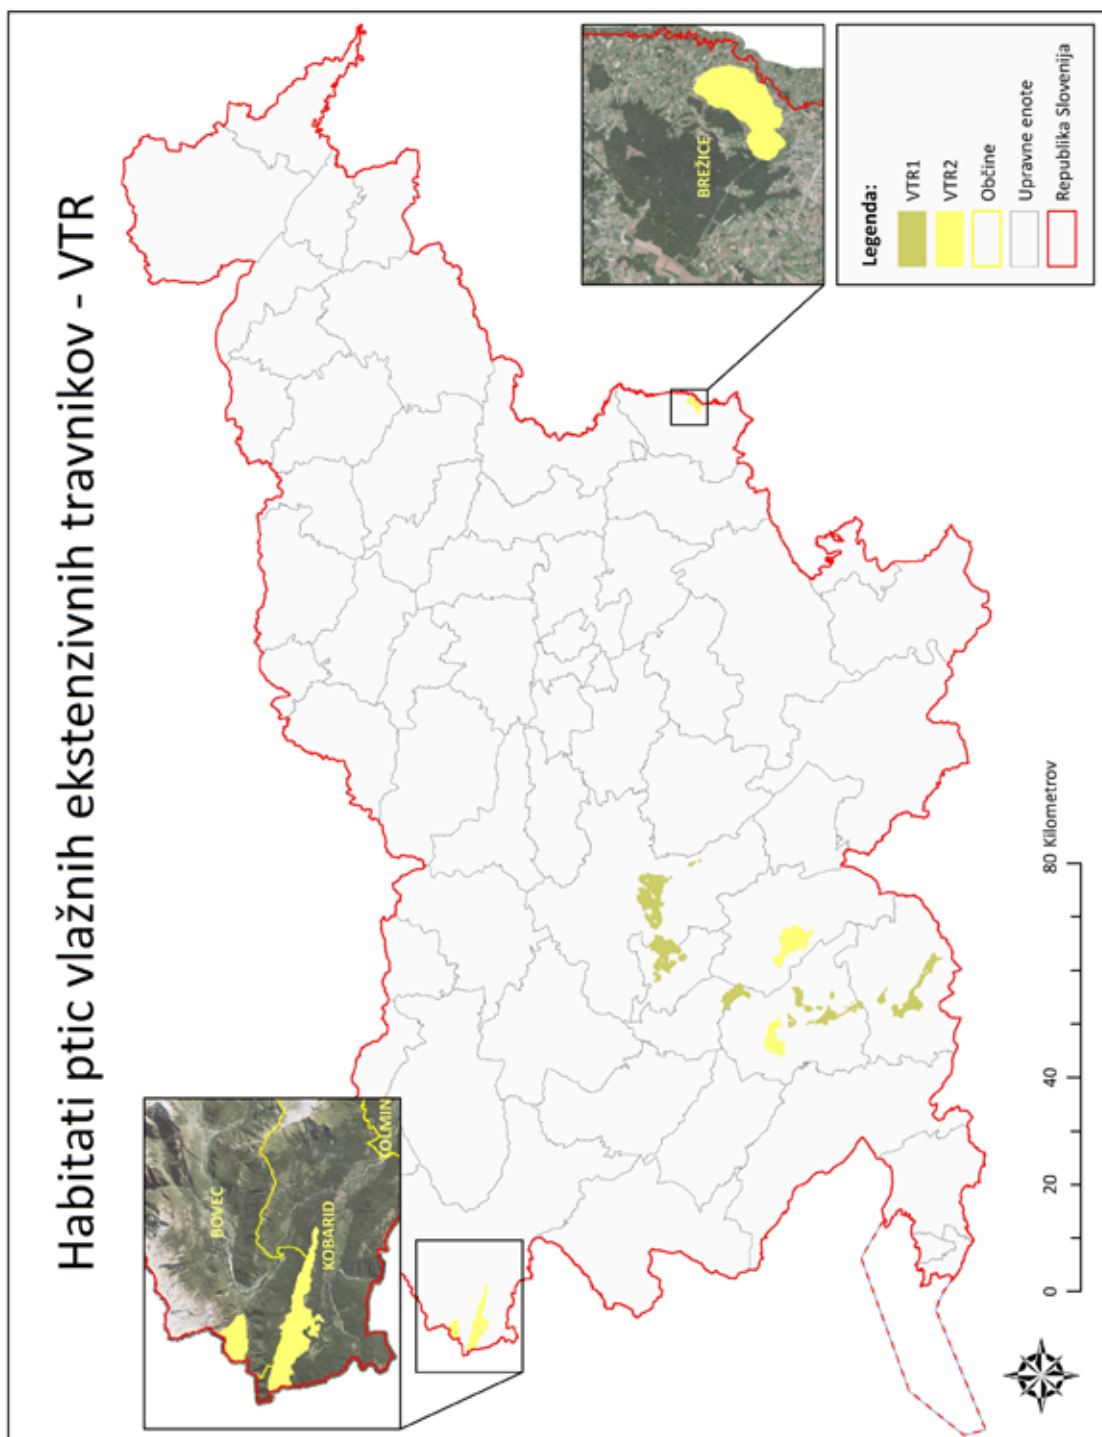 Habitati ptic vlažnih ekstenzivnih travnikov - VTR
BOVEC
KOBARID
TOLMIN
BREŽICE
Legenda:
VTR1
VTR2
Občine
Upravne enote
Republika Slovenija
0 20 40 80 Kilometrov